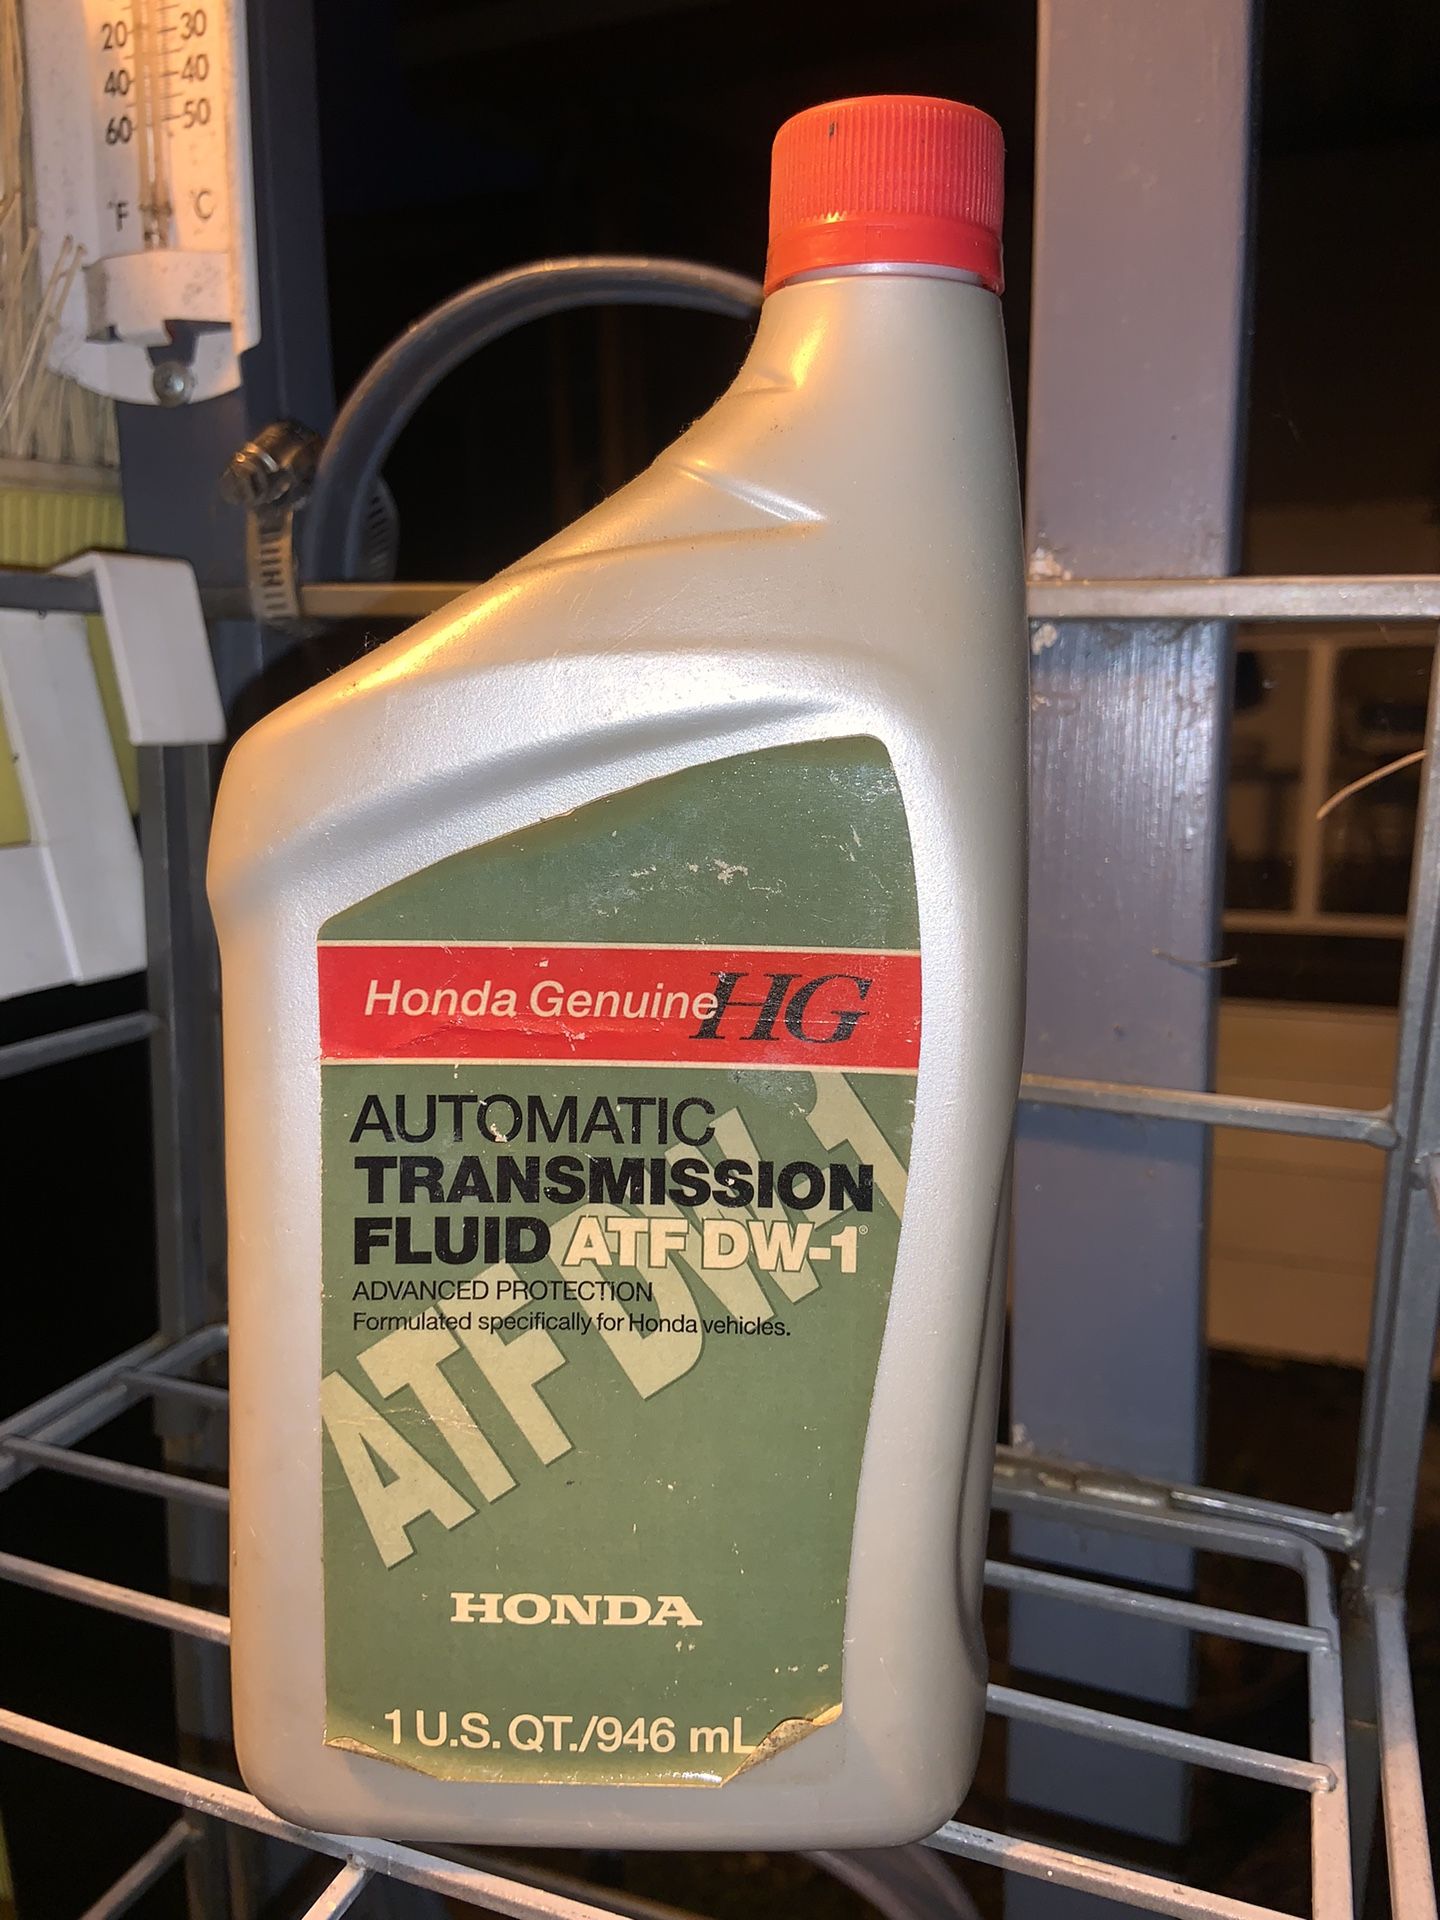 20 30
40 40
60 50
°F °C
Honda Genuine HG
AUTOMATIC
TRANSMISSION
FLUID ATF DW-1®
ADVANCED PROTECTION
Formulated specifically for Honda vehicles.
ATF DW-1
HONDA
1 U.S. QT./946 mL